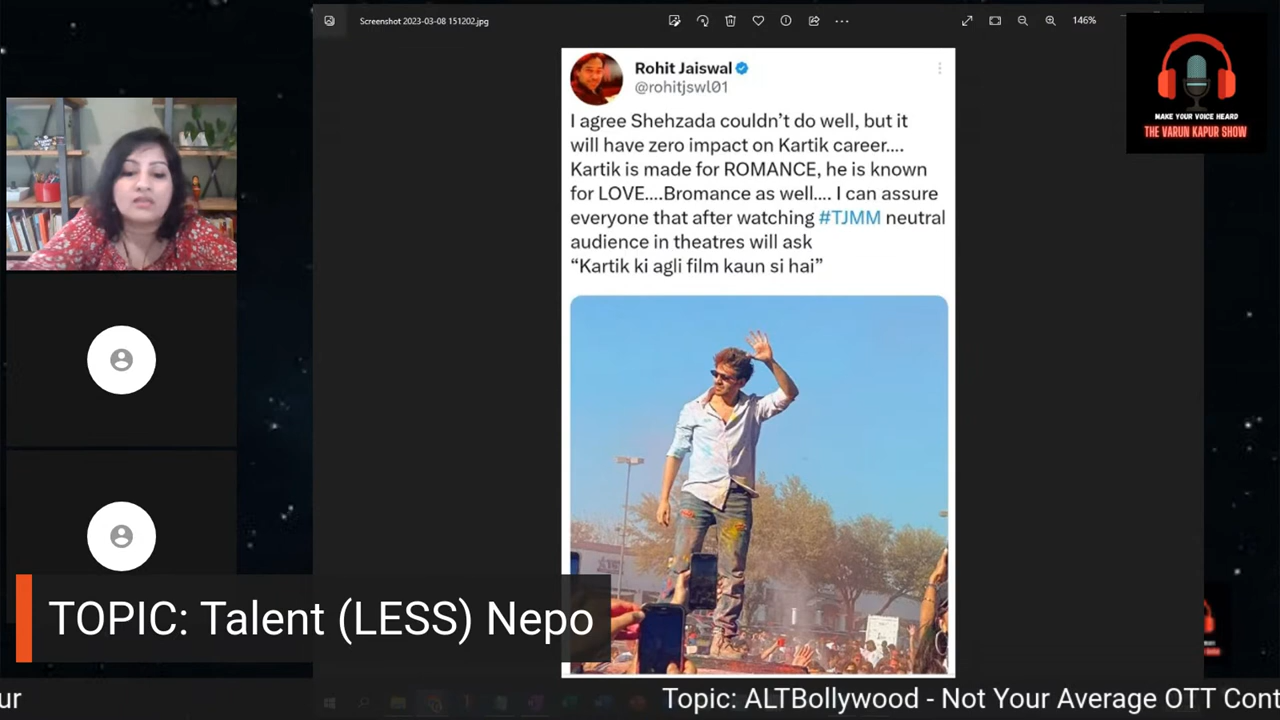 Screenshot 2023-03-08 151202.jpg
146%
MAKE YOUR VOICE HEARD
THE VARUN KAPUR SHOW
Rohit Jaiswal
@rohitjswl01
I agree Shehzada couldn’t do well, but it
will have zero impact on Kartik career....
Kartik is made for ROMANCE, he is known
for LOVE....Bromance as well.... I can assure
everyone that after watching #TJMM neutral
audience in theatres will ask
“Kartik ki agli film kaun si hai”
TOPIC: Talent (LESS) Nepo
ur
Topic: ALTBollywood - Not Your Average OTT Cont